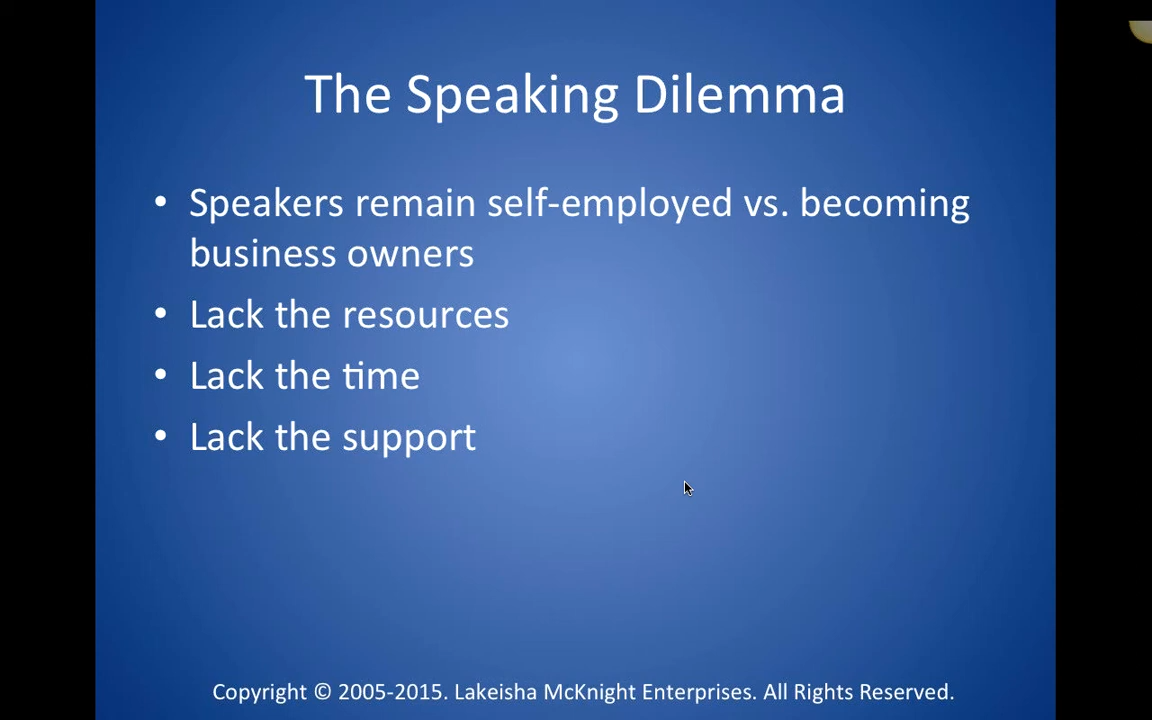 The Speaking Dilemma
• Speakers remain self-employed vs. becoming
business owners
• Lack the resources
• Lack the time
• Lack the support
Copyright © 2005-2015. Lakeisha McKnight Enterprises. All Rights Reserved.